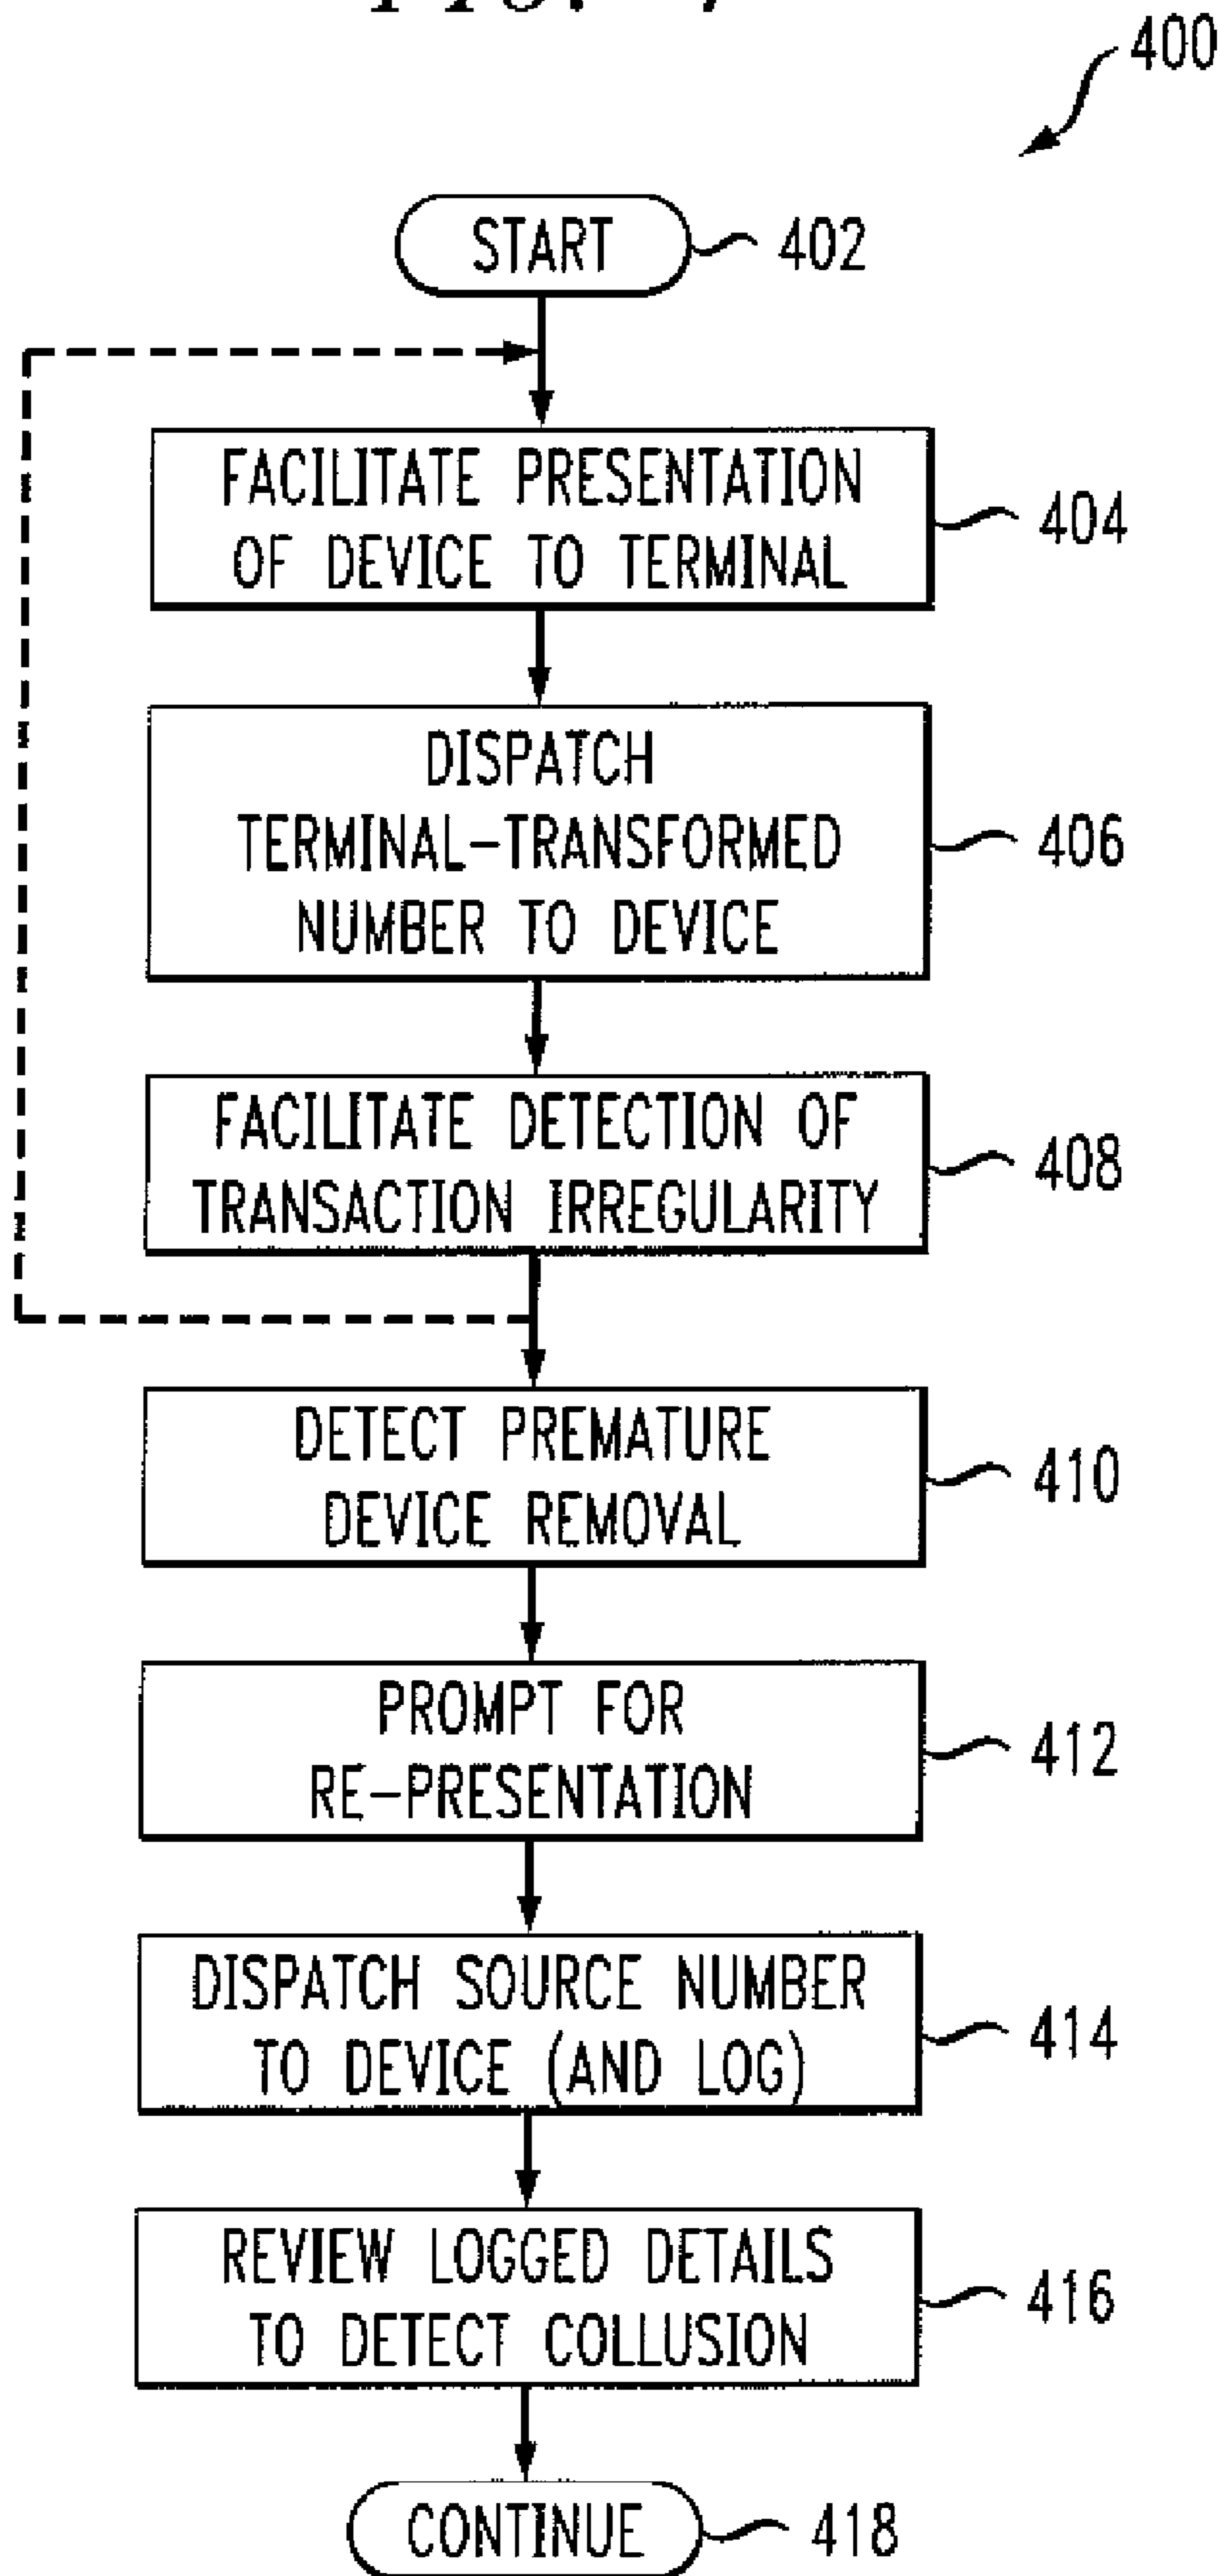 400
START
402
FACILITATE PRESENTATION
OF DEVICE TO TERMINAL
404
DISPATCH
TERMINAL-TRANSFORMED
NUMBER TO DEVICE
406
FACILITATE DETECTION OF
TRANSACTION IRREGULARITY
408
DETECT PREMATURE
DEVICE REMOVAL
410
PROMPT FOR
RE-PRESENTATION
412
DISPATCH SOURCE NUMBER
TO DEVICE (AND LOG)
414
REVIEW LOGGED DETAILS
TO DETECT COLLUSION
416
CONTINUE
418